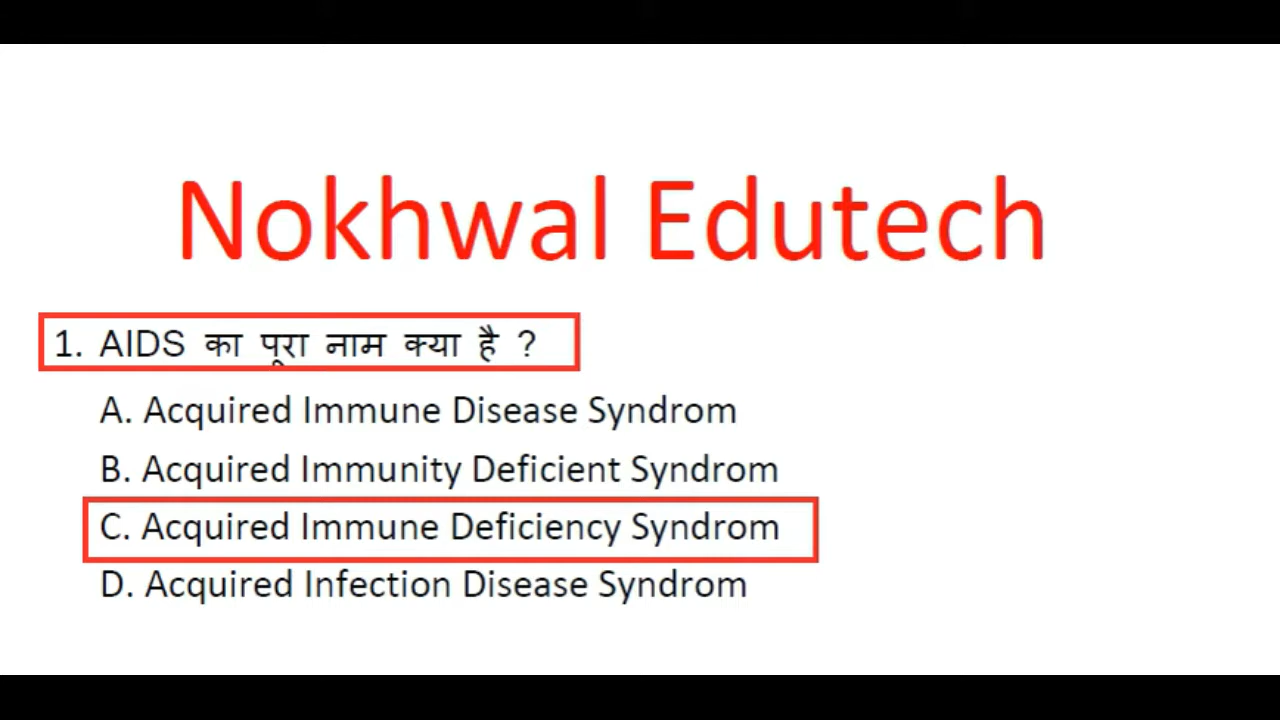 Nokhwal Edutech
1. AIDS का पूरा नाम क्या है ?
A. Acquired Immune Disease Syndrom
B. Acquired Immunity Deficient Syndrom
C. Acquired Immune Deficiency Syndrom
D. Acquired Infection Disease Syndrom